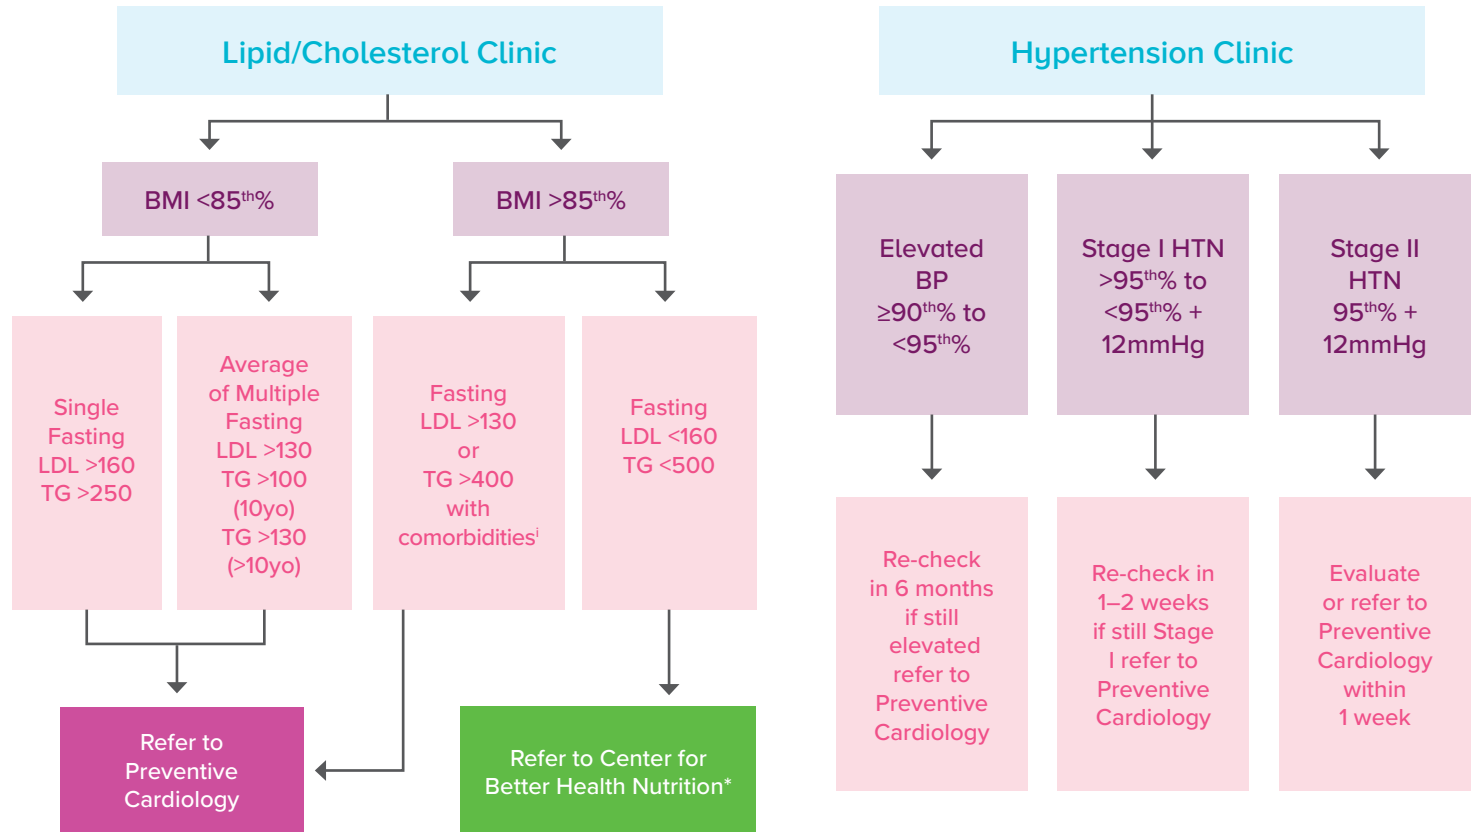 Lipid/Cholesterol Clinic
BMI <85th%
BMI >85th%
Single
Fasting
LDL >160
TG >250
Average
of Multiple
Fasting
LDL >130
TG >100
(10yo)
TG >130
(>10yo)
Fasting
LDL >130
or
TG >400
with
comorbiditiesⁱ
Fasting
LDL <160
TG <500
Refer to
Preventive
Cardiology
Refer to Center for
Better Health Nutrition*
Hypertension Clinic
Elevated
BP
≥90th% to
<95th%
Stage I HTN
>95th% to
<95th% +
12mmHg
Stage II
HTN
95th% +
12mmHg
Re-check
in 6 months
if still
elevated
refer to
Preventive
Cardiology
Re-check in
1–2 weeks
if still Stage
I refer to
Preventive
Cardiology
Evaluate
or refer to
Preventive
Cardiology
within
1 week